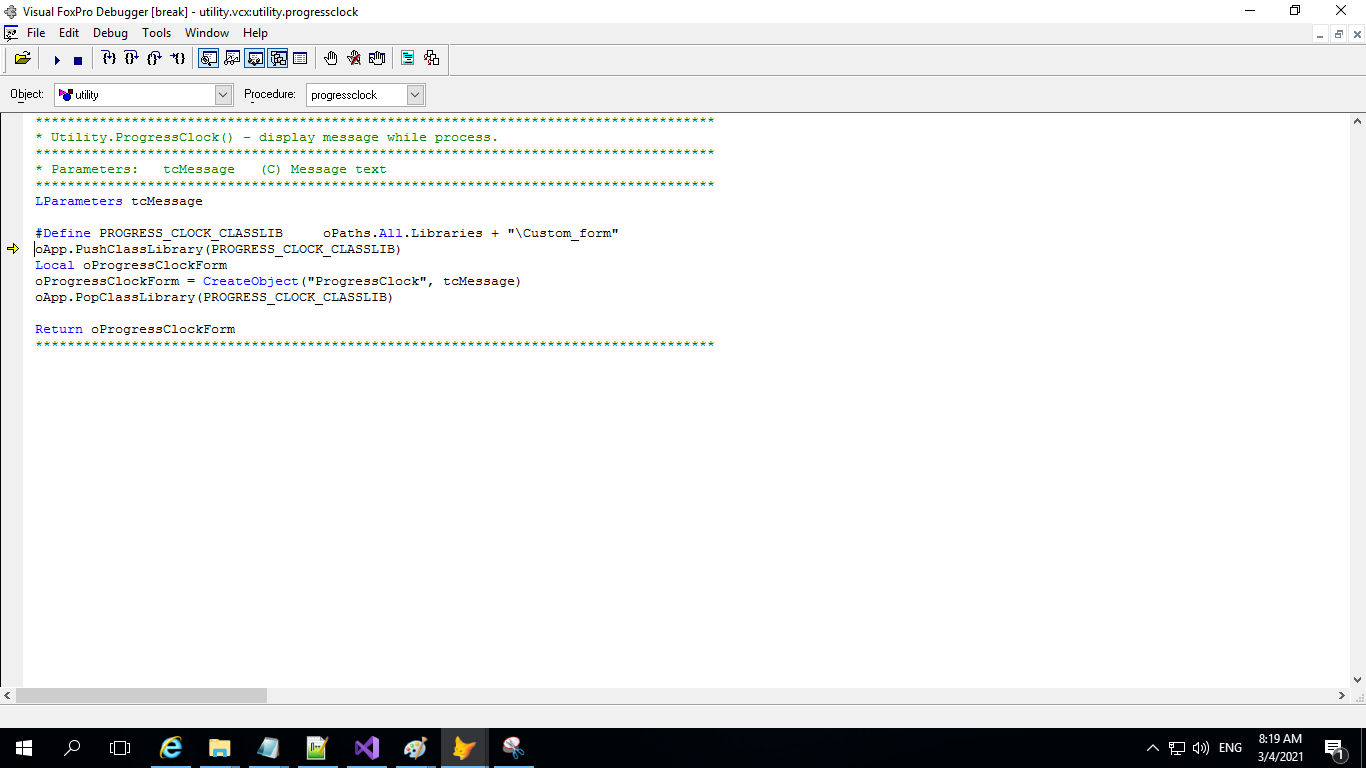 Visual FoxPro Debugger [break] - utility.vcx:utility.progressclock
File Edit Debug Tools Window Help
Object: utility Procedure: progressclock
*************************************************************************************
* Utility.ProgressClock() - display message while process.
*************************************************************************************
* Parameters:   tcMessage   (C) Message text
*************************************************************************************
LParameters tcMessage
#Define PROGRESS_CLOCK_CLASSLIB     oPaths.All.Libraries + "\Custom_form"
oApp.PushClassLibrary(PROGRESS_CLOCK_CLASSLIB)
Local oProgressClockForm
oProgressClockForm = CreateObject("ProgressClock", tcMessage)
oApp.PopClassLibrary(PROGRESS_CLOCK_CLASSLIB)
Return oProgressClockForm
*************************************************************************************
ENG
8:19 AM
3/4/2021
1